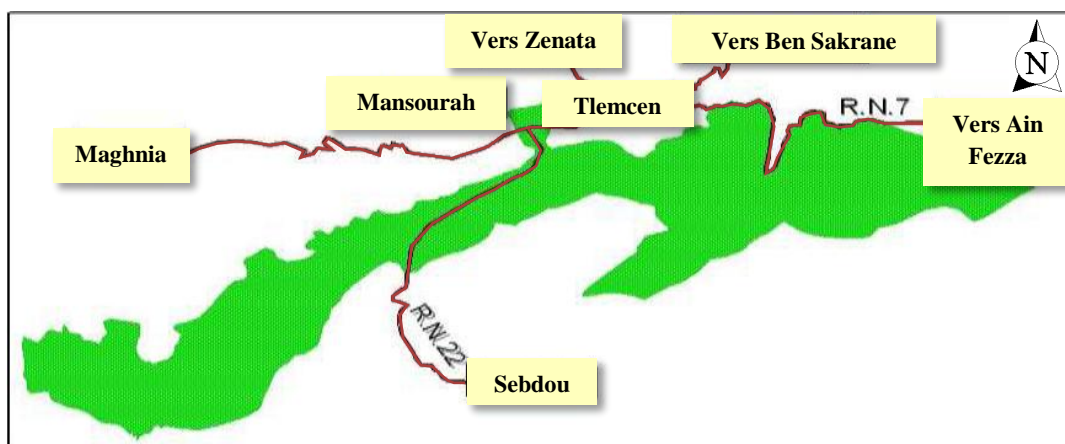 Vers Zenata
Vers Ben Sakrane
N
Mansourah
Tlemcen
R.N.7
Vers Ain
Fezza
Maghnia
R.N.22
Sebdou